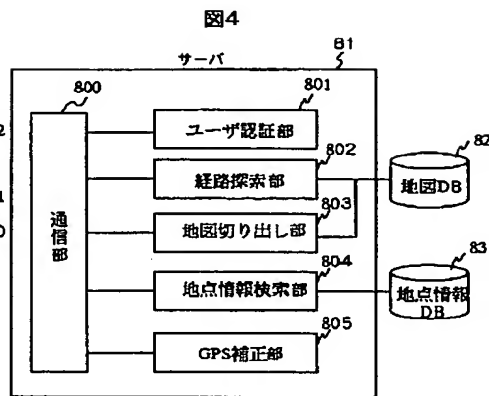 図4
サーバ
81
800
801
ユーザ認証部
802
経路探索部
803
地図切り出し部
804
地点情報検索部
805
GPS補正部
通信部
82
地図DB
83
地点情報
DB